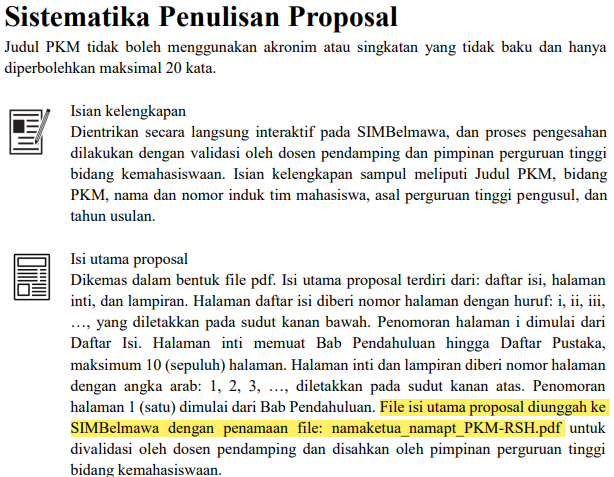 Sistematika Penulisan Proposal
Judul PKM tidak boleh menggunakan akronim atau singkatan yang tidak baku dan hanya
diperbolehkan maksimal 20 kata.
Isian kelengkapan
Dientrikan secara langsung interaktif pada SIMBelmawa, dan proses pengesahan
dilakukan dengan validasi oleh dosen pendamping dan pimpinan perguruan tinggi
bidang kemahasiswaan. Isian kelengkapan sampul meliputi Judul PKM, bidang
PKM, nama dan nomor induk tim mahasiswa, asal perguruan tinggi pengusul, dan
tahun usulan.
Isi utama proposal
Dikemas dalam bentuk file pdf. Isi utama proposal terdiri dari: daftar isi, halaman
inti, dan lampiran. Halaman daftar isi diberi nomor halaman dengan huruf: i, ii, iii,
…, yang diletakkan pada sudut kanan bawah. Penomoran halaman i dimulai dari
Daftar Isi. Halaman inti memuat Bab Pendahuluan hingga Daftar Pustaka,
maksimum 10 (sepuluh) halaman. Halaman inti dan lampiran diberi nomor halaman
dengan angka arab: 1, 2, 3, …, diletakkan pada sudut kanan atas. Penomoran
halaman 1 (satu) dimulai dari Bab Pendahuluan. File isi utama proposal diunggah ke
SIMBelmawa dengan penamaan file: namaketua_namapt_PKM-RSH.pdf untuk
divalidasi oleh dosen pendamping dan disahkan oleh pimpinan perguruan tinggi
bidang kemahasiswaan.